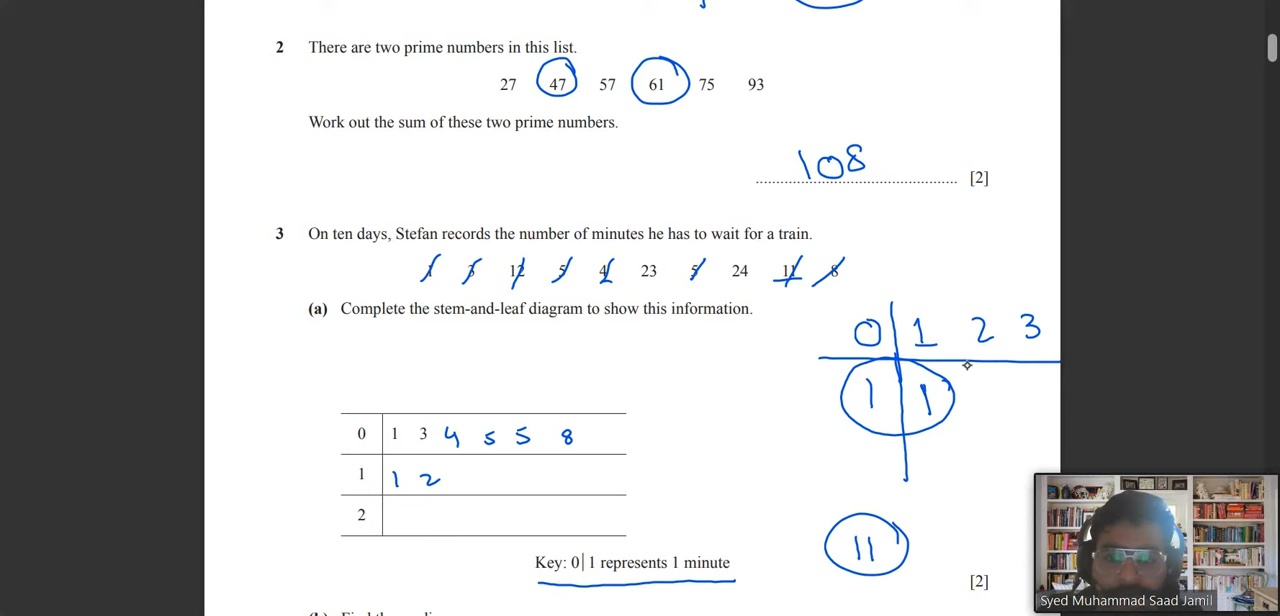 2 There are two prime numbers in this list.
27 47 57 61 75 93
Work out the sum of these two prime numbers.
108
[2]
3 On ten days, Stefan records the number of minutes he has to wait for a train.
1 3 12 5 4 23 5 24 11 8
(a) Complete the stem-and-leaf diagram to show this information.
0 1 2 3
1 1
0 1 3 4 5 5 8
1 1 2
2
11
Key: 0|1 represents 1 minute
[2]
Syed Muhammad Saad Jamil